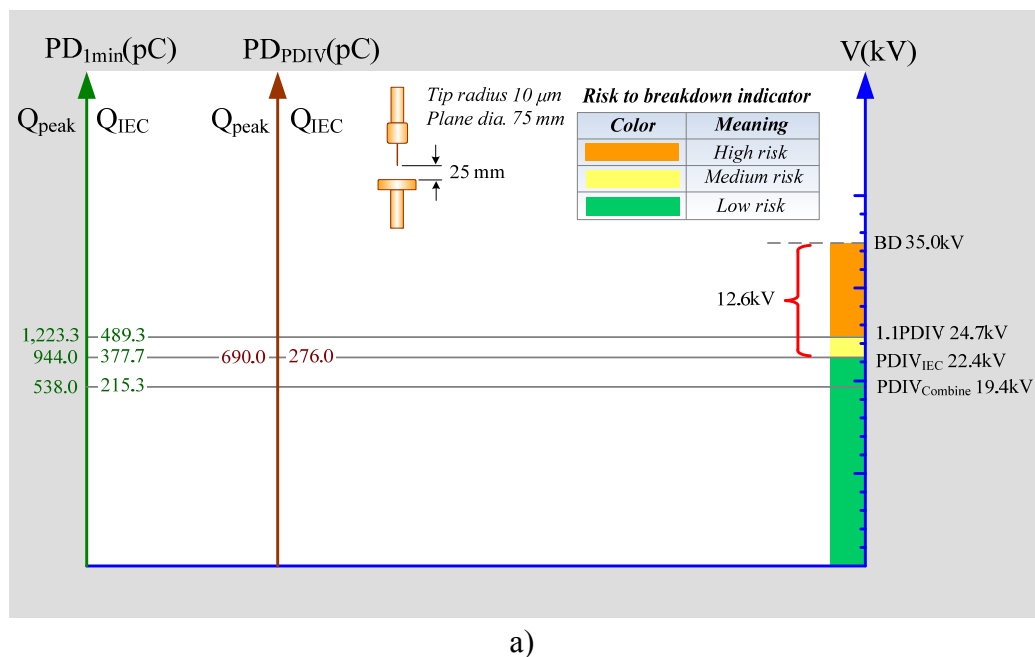 PD1min(pC)
PDPDIV(pC)
V(kV)
Qpeak QIEC
Qpeak QIEC
Tip radius 10 μm
Plane dia. 75 mm
25 mm
Risk to breakdown indicator
Color Meaning
High risk
Medium risk
Low risk
BD 35.0kV
12.6kV
1,223.3 489.3
1.1PDIV 24.7kV
944.0 377.7
690.0 276.0
PDIVIEC 22.4kV
538.0 215.3
PDIVCombine 19.4kV
a)